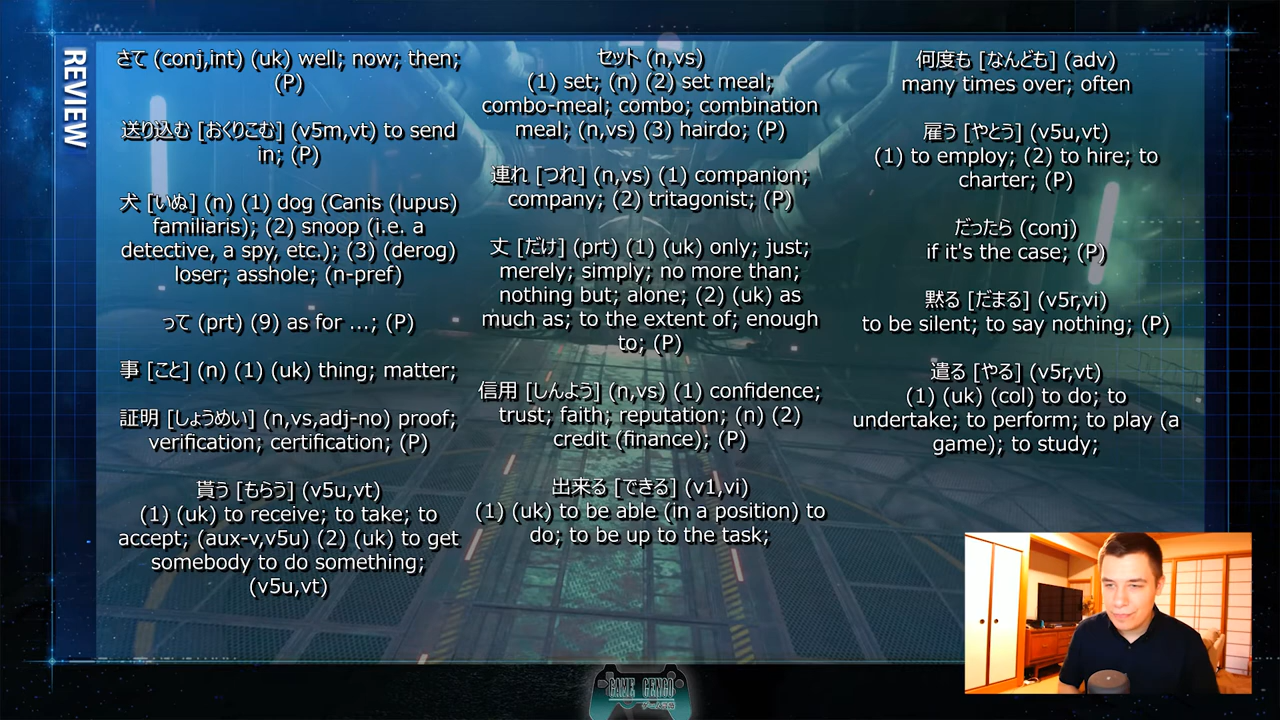 REVIEW
さて (conj,int) (uk) well; now; then;
(P)
送り込む [おくりこむ] (v5m,vt) to send
in; (P)
犬 [いぬ] (n) (1) dog (Canis (lupus)
familiaris); (2) snoop (i.e. a
detective, a spy, etc.); (3) (derog)
loser; asshole; (n-pref)
って (prt) (9) as for ...; (P)
事 [こと] (n) (1) (uk) thing; matter;
証明 [しょうめい] (n,vs,adj-no) proof;
verification; certification; (P)
貰う [もらう] (v5u,vt)
(1) (uk) to receive; to take; to
accept; (aux-v,v5u) (2) (uk) to get
somebody to do something;
(v5u,vt)
セット (n,vs)
(1) set; (n) (2) set meal;
combo-meal; combo; combination
meal; (n,vs) (3) hairdo; (P)
連れ [つれ] (n,vs) (1) companion;
company; (2) tritagonist; (P)
丈 [だけ] (prt) (1) (uk) only; just;
merely; simply; no more than;
nothing but; alone; (2) (uk) as
much as; to the extent of; enough
to; (P)
信用 [しんよう] (n,vs) (1) confidence;
trust; faith; reputation; (n) (2)
credit (finance); (P)
出来る [できる] (v1,vi)
(1) (uk) to be able (in a position) to
do; to be up to the task;
何度も [なんども] (adv)
many times over; often
雇う [やとう] (v5u,vt)
(1) to employ; (2) to hire; to
charter; (P)
だったら (conj)
if it's the case; (P)
黙る [だまる] (v5r,vi)
to be silent; to say nothing; (P)
遣る [やる] (v5r,vt)
(1) (uk) (col) to do; to
undertake; to perform; to play (a
game); to study;
GAME GENGO
ゲーム言語